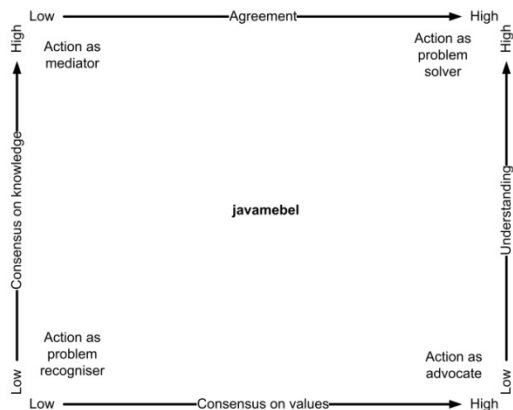 Low Agreement High
High
High
Action as
mediator
Action as
problem
solver
Consensus on knowledge
Understanding
javamebel
Action as
problem
recogniser
Action as
advocate
Low
Low
Low Consensus on values High